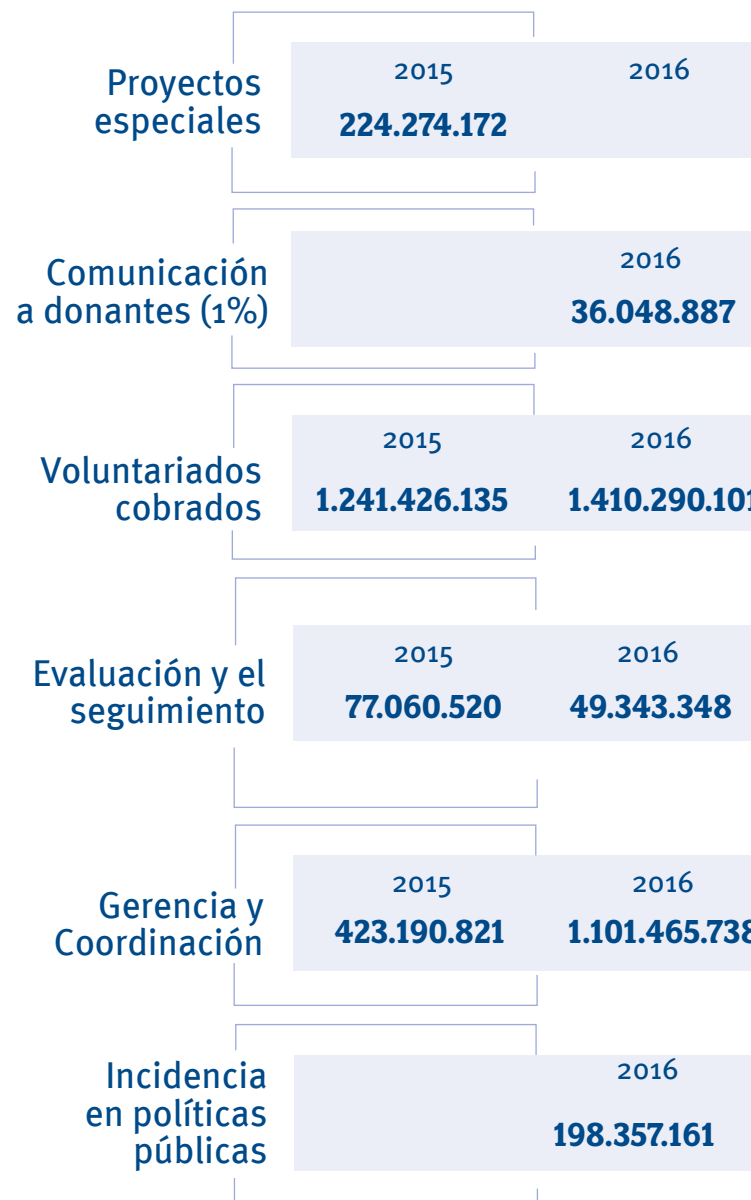 Proyectos
especiales
2015 2016
224.274.172
Comunicación
a donantes (1%)
2016
36.048.887
Voluntariados
cobrados
2015 2016
1.241.426.135 1.410.290.101
Evaluación y el
seguimiento
2015 2016
77.060.520 49.343.348
Gerencia y
Coordinación
2015 2016
423.190.821 1.101.465.738
Incidencia
en políticas
públicas
2016
198.357.161